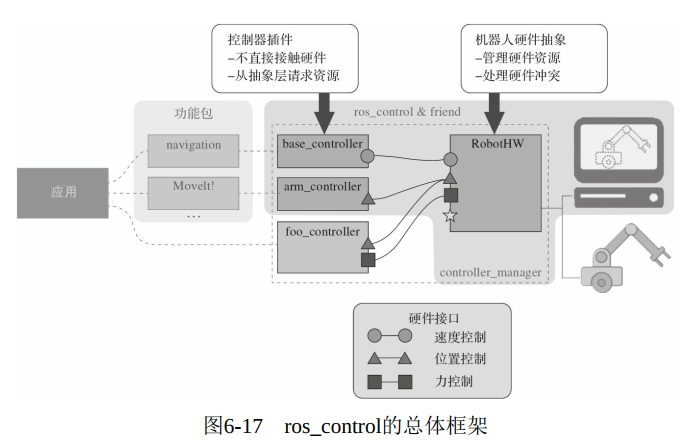 控制器插件
–不直接接触硬件
–从抽象层请求资源
机器人硬件抽象
–管理硬件资源
–处理硬件冲突
功能包
ros_control & friend
navigation
base_controller
RobotHW
应用
MoveIt!
arm_controller
…
foo_controller
controller_manager
硬件接口
速度控制
位置控制
力控制
图6-17 ros_control的总体框架